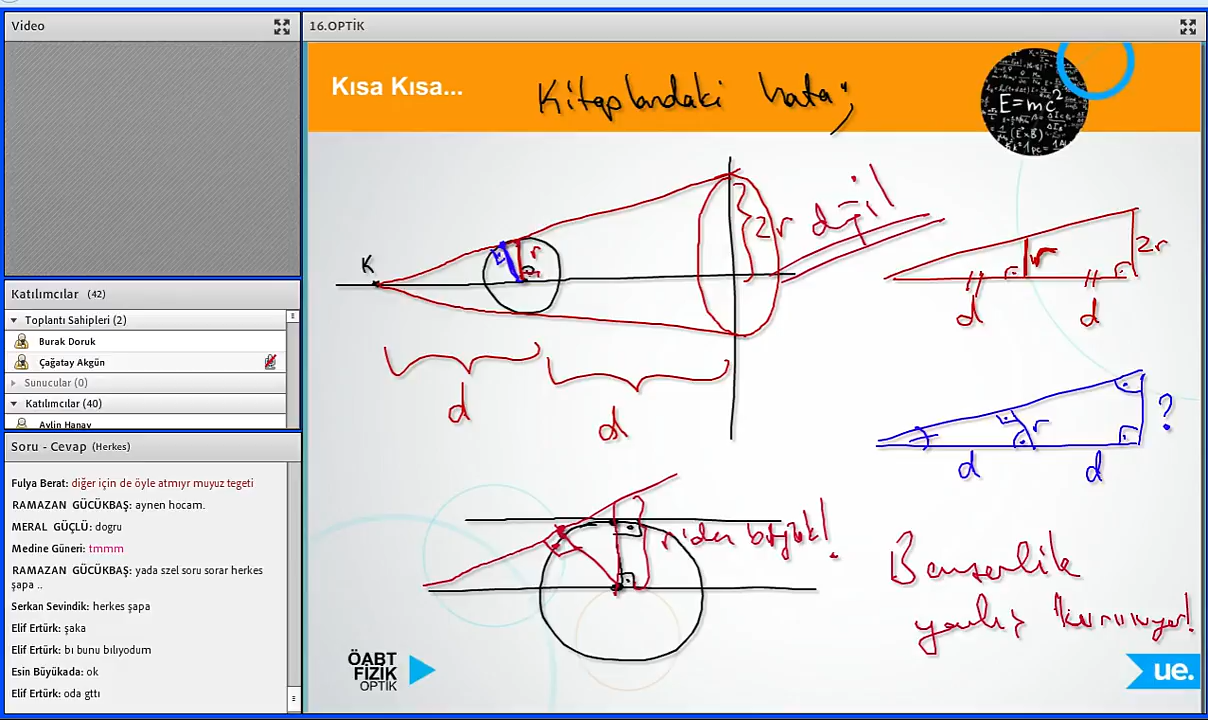 Video
Katılımcılar (42)
Toplantı Sahipleri (2)
Burak Doruk
Çağatay Akgün
Sunucular (0)
Katılımcılar (40)
Aylin Hanay
Soru - Cevap (Herkes)
Fulya Berat: diğer için de öyle atmıyr muyuz tegeti
RAMAZAN GÜCÜKBAŞ: aynen hocam.
MERAL GÜÇLÜ: dogru
Medine Güneri: tmmm
RAMAZAN GÜCÜKBAŞ: yada szel soru sorar herkes
şapa ..
Serkan Sevindik: herkes şapa
Elif Ertürk: şaka
Elif Ertürk: bı bunu bılıyodum
Esin Büyükada: ok
Elif Ertürk: oda gttı
16.OPTİK
Kısa Kısa...
Kitaplardaki hata;
E=mc²
K
r
2r değil
d
d
r
2r
d
d
r
?
d
d
r'den büyük!
Benzerlik
yanlış kuruluyor!
ÖABT
FİZİK
OPTİK
ue.